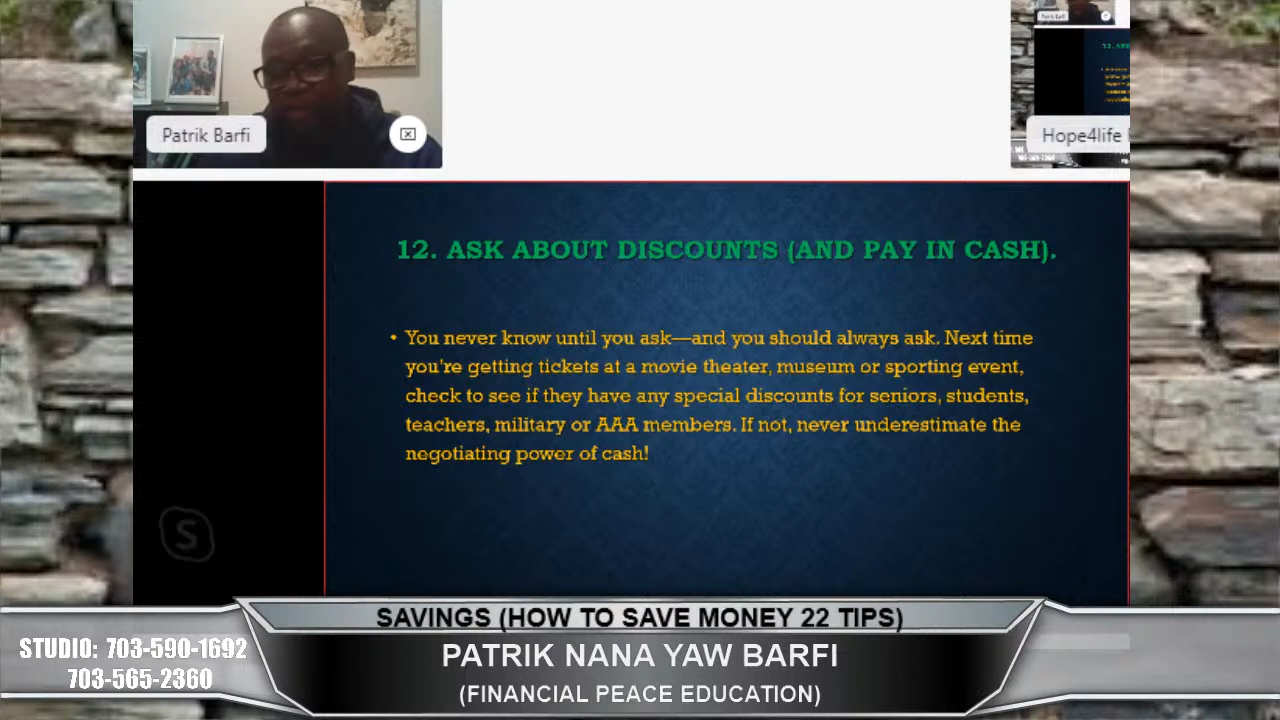 Patrik Barfi
Hope4life
12. ASK ABOUT DISCOUNTS (AND PAY IN CASH).
• You never know until you ask—and you should always ask. Next time
you're getting tickets at a movie theater, museum or sporting event,
check to see if they have any special discounts for seniors, students,
teachers, military or AAA members. If not, never underestimate the
negotiating power of cash!
SAVINGS (HOW TO SAVE MONEY 22 TIPS)
STUDIO: 703-590-1692
703-565-2360
PATRIK NANA YAW BARFI
(FINANCIAL PEACE EDUCATION)